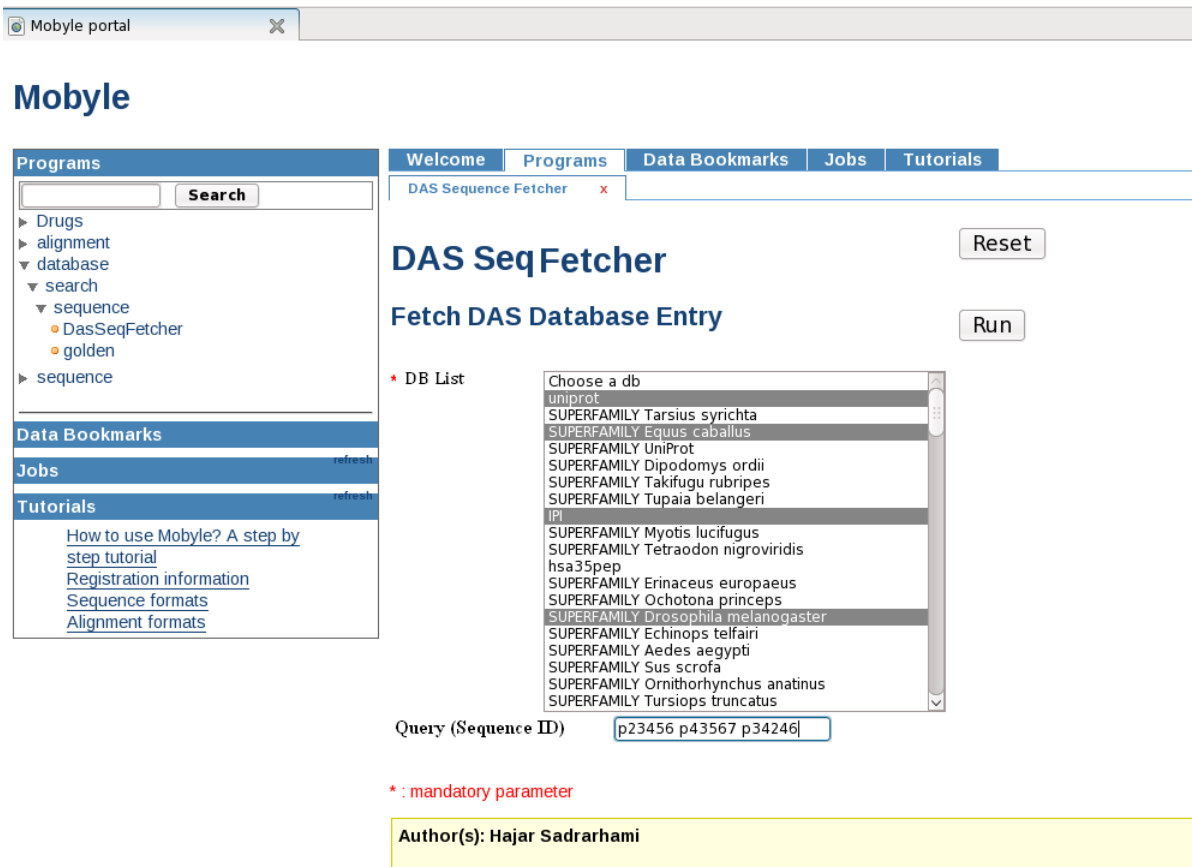 Mobyle portal
Mobyle
Programs
Search
Drugs
alignment
database
search
sequence
DasSeqFetcher
golden
sequence
Data Bookmarks
refresh
Jobs
refresh
Tutorials
How to use Mobyle? A step by
step tutorial
Registration information
Sequence formats
Alignment formats
Welcome
Programs
Data Bookmarks
Jobs
Tutorials
DAS Sequence Fetcher x
DAS Seq Fetcher
Reset
Fetch DAS Database Entry
Run
* DB List
Choose a db
uniprot
SUPERFAMILY Tarsius syrichta
SUPERFAMILY Equus caballus
SUPERFAMILY UniProt
SUPERFAMILY Dipodomys ordii
SUPERFAMILY Takifugu rubripes
SUPERFAMILY Tupaia belangeri
IPI
SUPERFAMILY Myotis lucifugus
SUPERFAMILY Tetraodon nigroviridis
hsa35pep
SUPERFAMILY Erinaceus europaeus
SUPERFAMILY Ochotona princeps
SUPERFAMILY Drosophila melanogaster
SUPERFAMILY Echinops telfairi
SUPERFAMILY Aedes aegypti
SUPERFAMILY Sus scrofa
SUPERFAMILY Ornithorhynchus anatinus
SUPERFAMILY Tursiops truncatus
Query (Sequence ID) p23456 p43567 p34246
* : mandatory parameter
Author(s): Hajar Sadrarhami